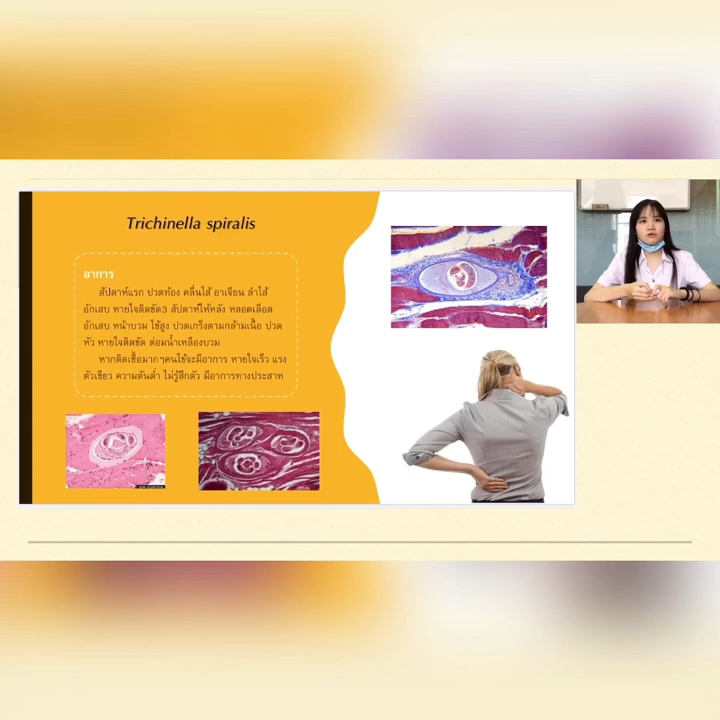 Trichinella spiralis
อาการ
สัปดาห์แรก ปวดท้อง คลื่นไส้ อาเจียน ลำไส้
อักเสบ หายใจติดขัด3 สัปดาห์ให้หลัง หลอดเลือด
อักเสบ หน้าบวม ไข้สูง ปวดเกร็งตามกล้ามเนื้อ ปวด
หัว หายใจติดขัด ต่อมน้ำเหลืองบวม
หากติดเชื้อมากๆคนไข้จะมีอาการ หายใจเร็ว แรง
ตัวเขียว ความดันต่ำ ไม่รู้สึกตัว มีอาการทางประสาท